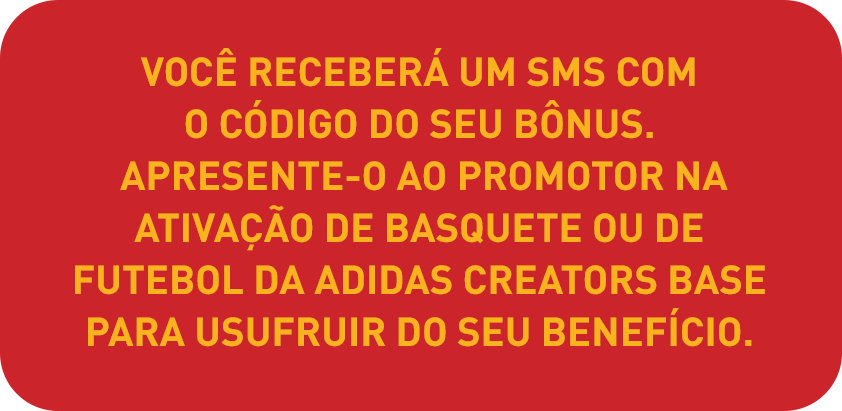 VOCÊ RECEBERÁ UM SMS COM
O CÓDIGO DO SEU BÔNUS.
APRESENTE-O AO PROMOTOR NA
ATIVAÇÃO DE BASQUETE OU DE
FUTEBOL DA ADIDAS CREATORS BASE
PARA USUFRUIR DO SEU BENEFÍCIO.